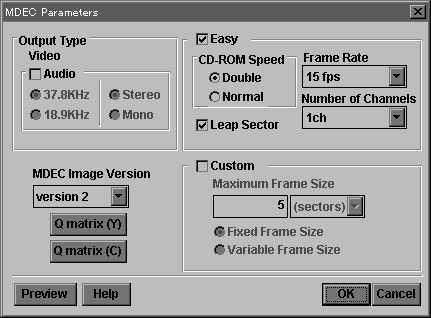 MDEC Parameters
Output Type
Video
Audio
37.8KHz
Stereo
18.9KHz
Mono
MDEC Image Version
version 2
Q matrix (Y)
Q matrix (C)
Easy
CD-ROM Speed
Double
Normal
Leap Sector
Frame Rate
15 fps
Number of Channels
1ch
Custom
Maximum Frame Size
5 (sectors)
Fixed Frame Size
Variable Frame Size
Preview Help OK Cancel